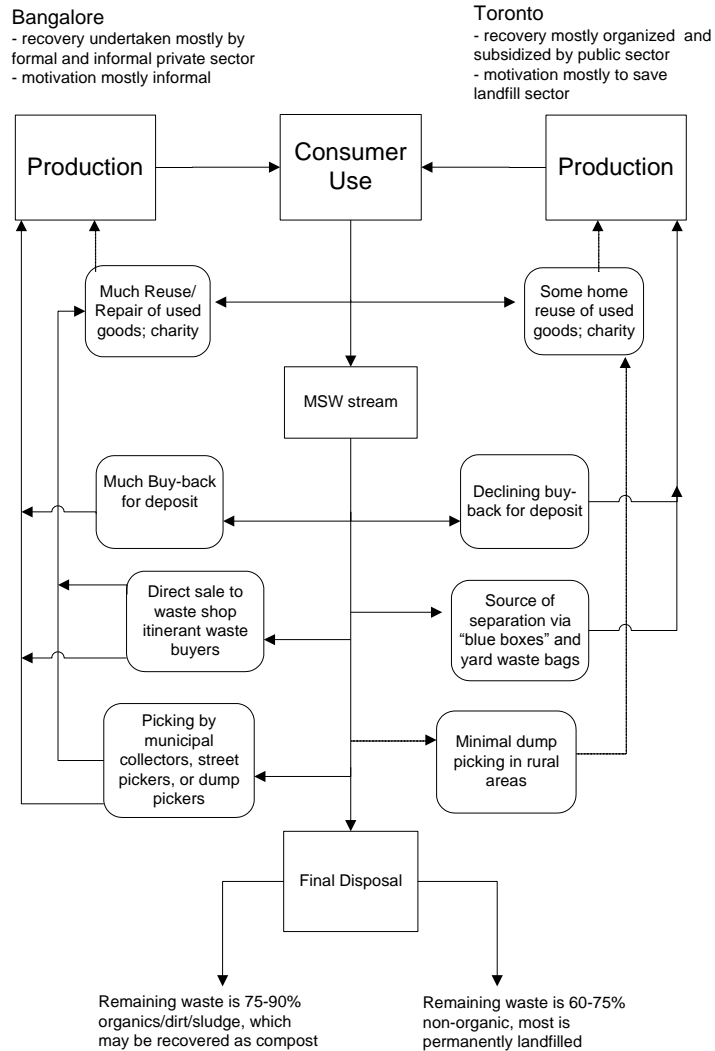 Bangalore
- recovery undertaken mostly by
formal and informal private sector
- motivation mostly informal
Toronto
- recovery mostly organized and
subsidized by public sector
- motivation mostly to save
landfill sector
Production
Consumer
Use
Production
Much Reuse/
Repair of used
goods; charity
Some home
reuse of used
goods; charity
MSW stream
Much Buy-back
for deposit
Declining buy-
back for deposit
Direct sale to
waste shop
itinerant waste
buyers
Source of
separation via
“blue boxes” and
yard waste bags
Picking by
municipal
collectors, street
pickers, or dump
pickers
Minimal dump
picking in rural
areas
Final Disposal
Remaining waste is 75-90%
organics/dirt/sludge, which
may be recovered as compost
Remaining waste is 60-75%
non-organic, most is
permanently landfilled